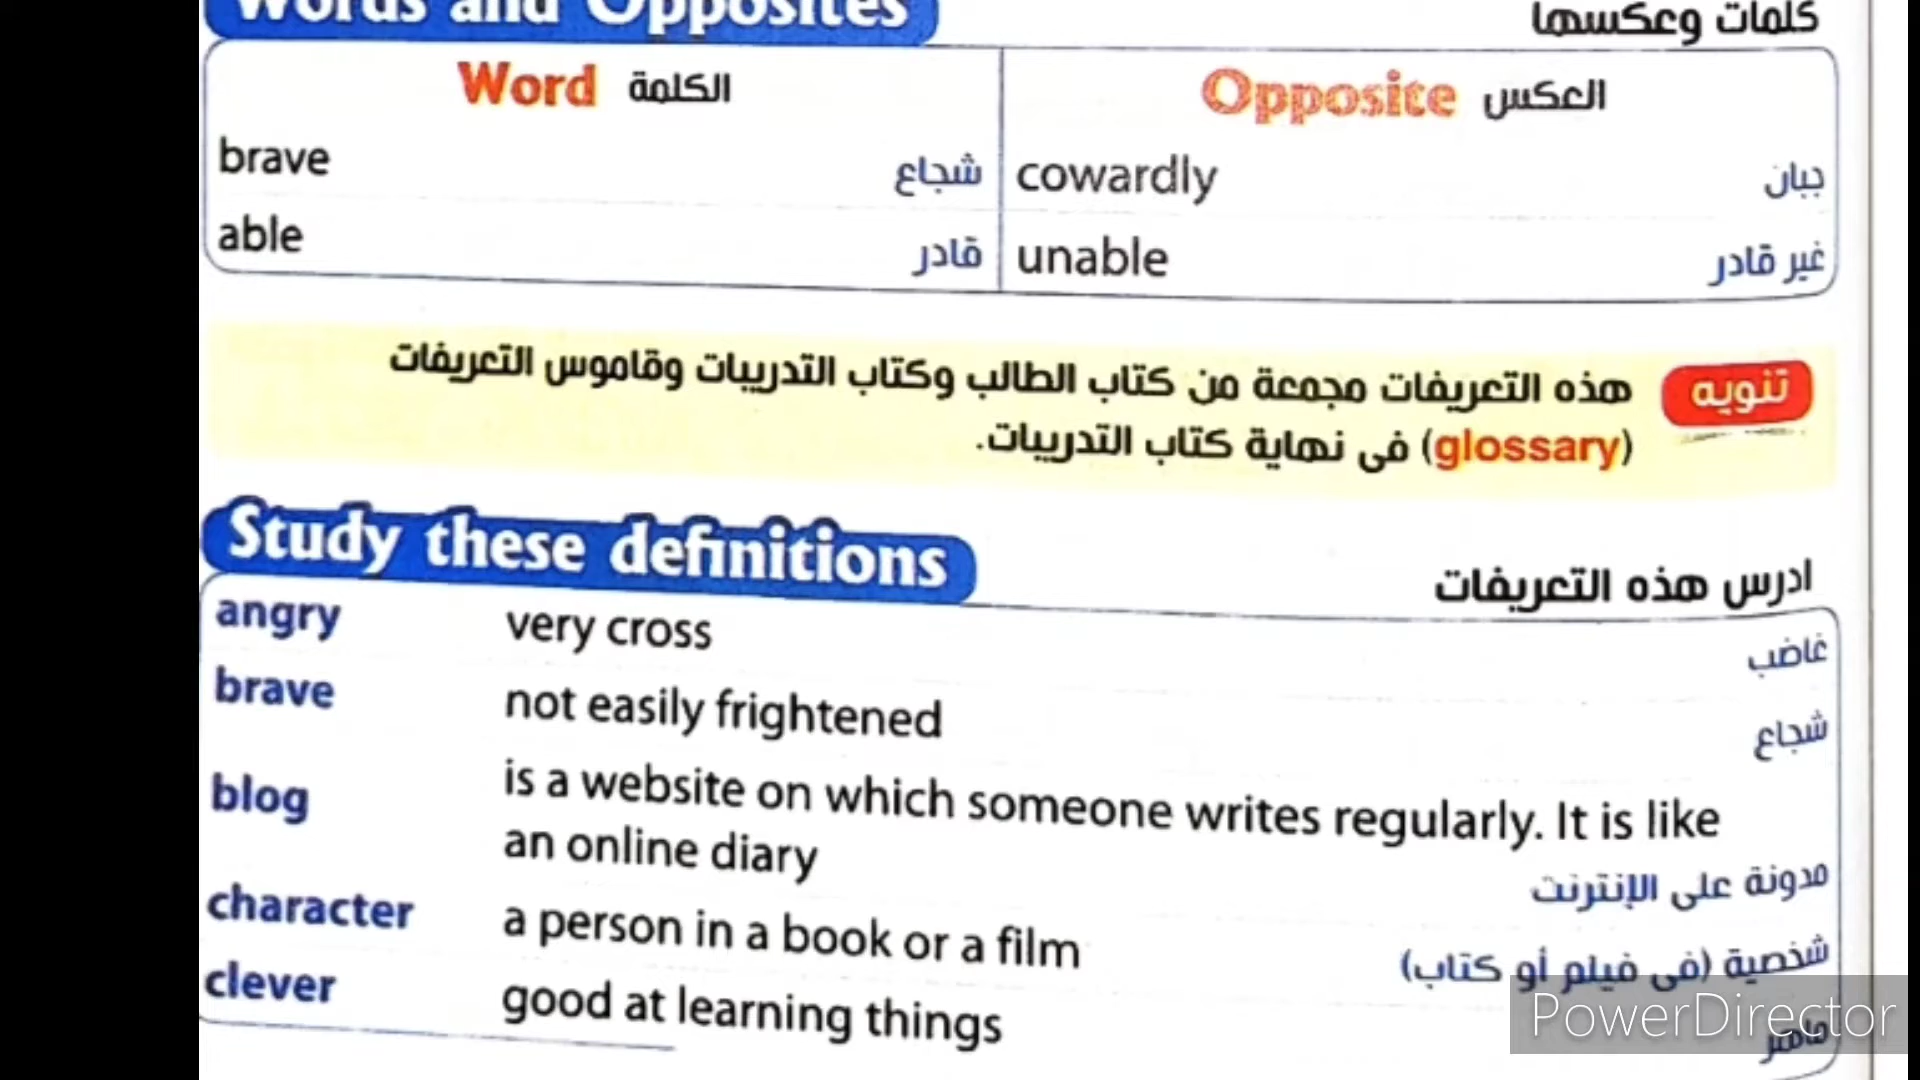 Words and Opposites كلمات وعكسها
Word الكلمة Opposite العكس
brave شجاع cowardly جبان
able قادر unable غير قادر
تنويه هذه التعريفات مجمعة من كتاب الطالب وكتاب التدريبات وقاموس التعريفات
(glossary) فى نهاية كتاب التدريبات.
Study these definitions ادرس هذه التعريفات
angry very cross غاضب
brave not easily frightened شجاع
blog is a website on which someone writes regularly. It is like
an online diary مدونة على الإنترنت
character a person in a book or a film شخصية (فى فيلم أو كتاب)
clever good at learning things ماهر
PowerDirector